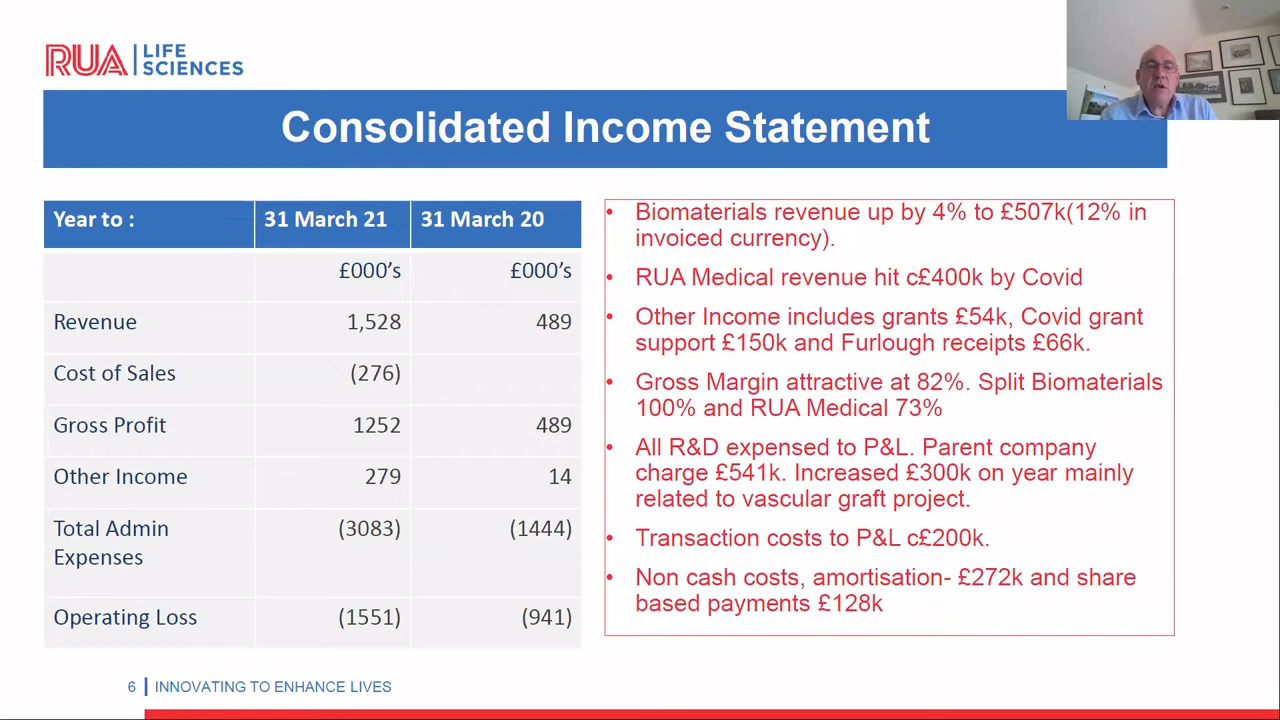 RUA LIFE
SCIENCES
Consolidated Income Statement
Year to : 31 March 21 31 March 20
£000’s £000’s
Revenue 1,528 489
Cost of Sales (276)
Gross Profit 1252 489
Other Income 279 14
Total Admin (3083) (1444)
Expenses
Operating Loss (1551) (941)
• Biomaterials revenue up by 4% to £507k(12% in
invoiced currency).
• RUA Medical revenue hit c£400k by Covid
• Other Income includes grants £54k, Covid grant
support £150k and Furlough receipts £66k.
• Gross Margin attractive at 82%. Split Biomaterials
100% and RUA Medical 73%
• All R&D expensed to P&L. Parent company
charge £541k. Increased £300k on year mainly
related to vascular graft project.
• Transaction costs to P&L c£200k.
• Non cash costs, amortisation- £272k and share
based payments £128k
6 INNOVATING TO ENHANCE LIVES